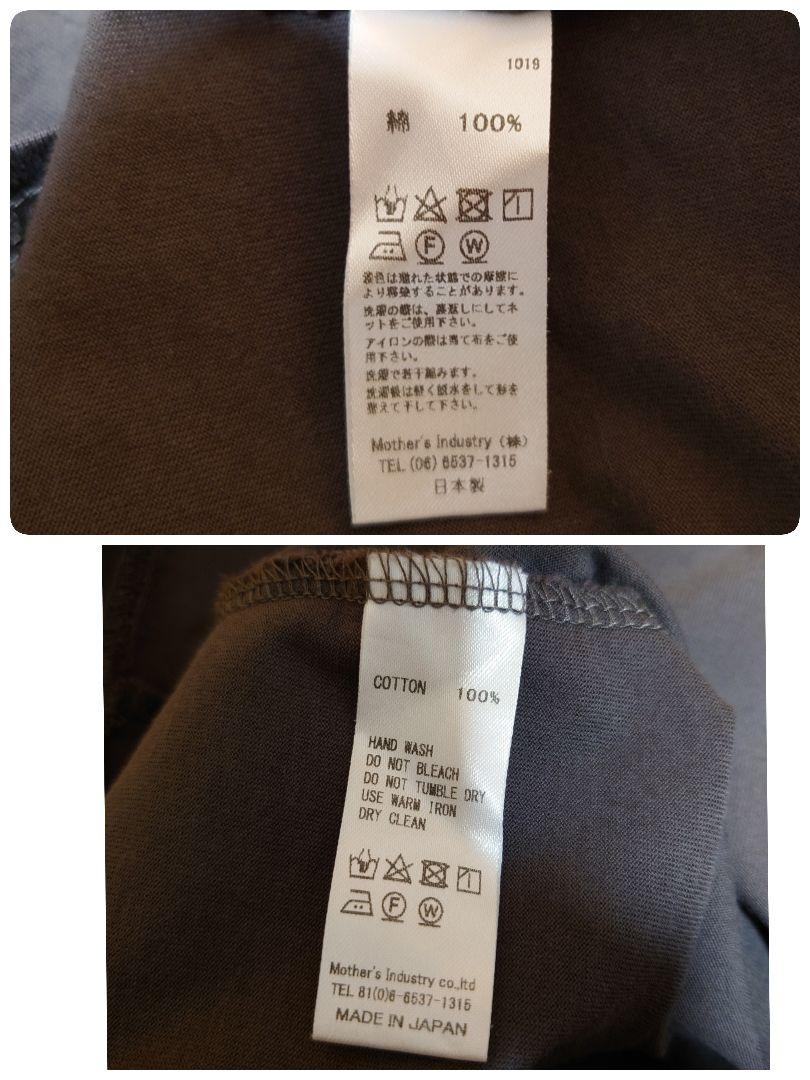 1019
綿 100%
F W
濃色は濡れた状態での摩擦に
より移染することがあります。
洗濯の際は、裏返しにしてネ
ットをご使用下さい。
アイロンの際は当て布をご使
用下さい。
洗濯で若干縮みます。
洗濯後は軽く脱水をして形を
整えて干して下さい。
Mother's Industry (株)
TEL (06) 6537-1315
日本製
COTTON 100%
HAND WASH
DO NOT BLEACH
DO NOT TUMBLE DRY
USE WARM IRON
DRY CLEAN
F W
Mother's Industry co.,ltd
TEL 81(0)6-6537-1315
MADE IN JAPAN